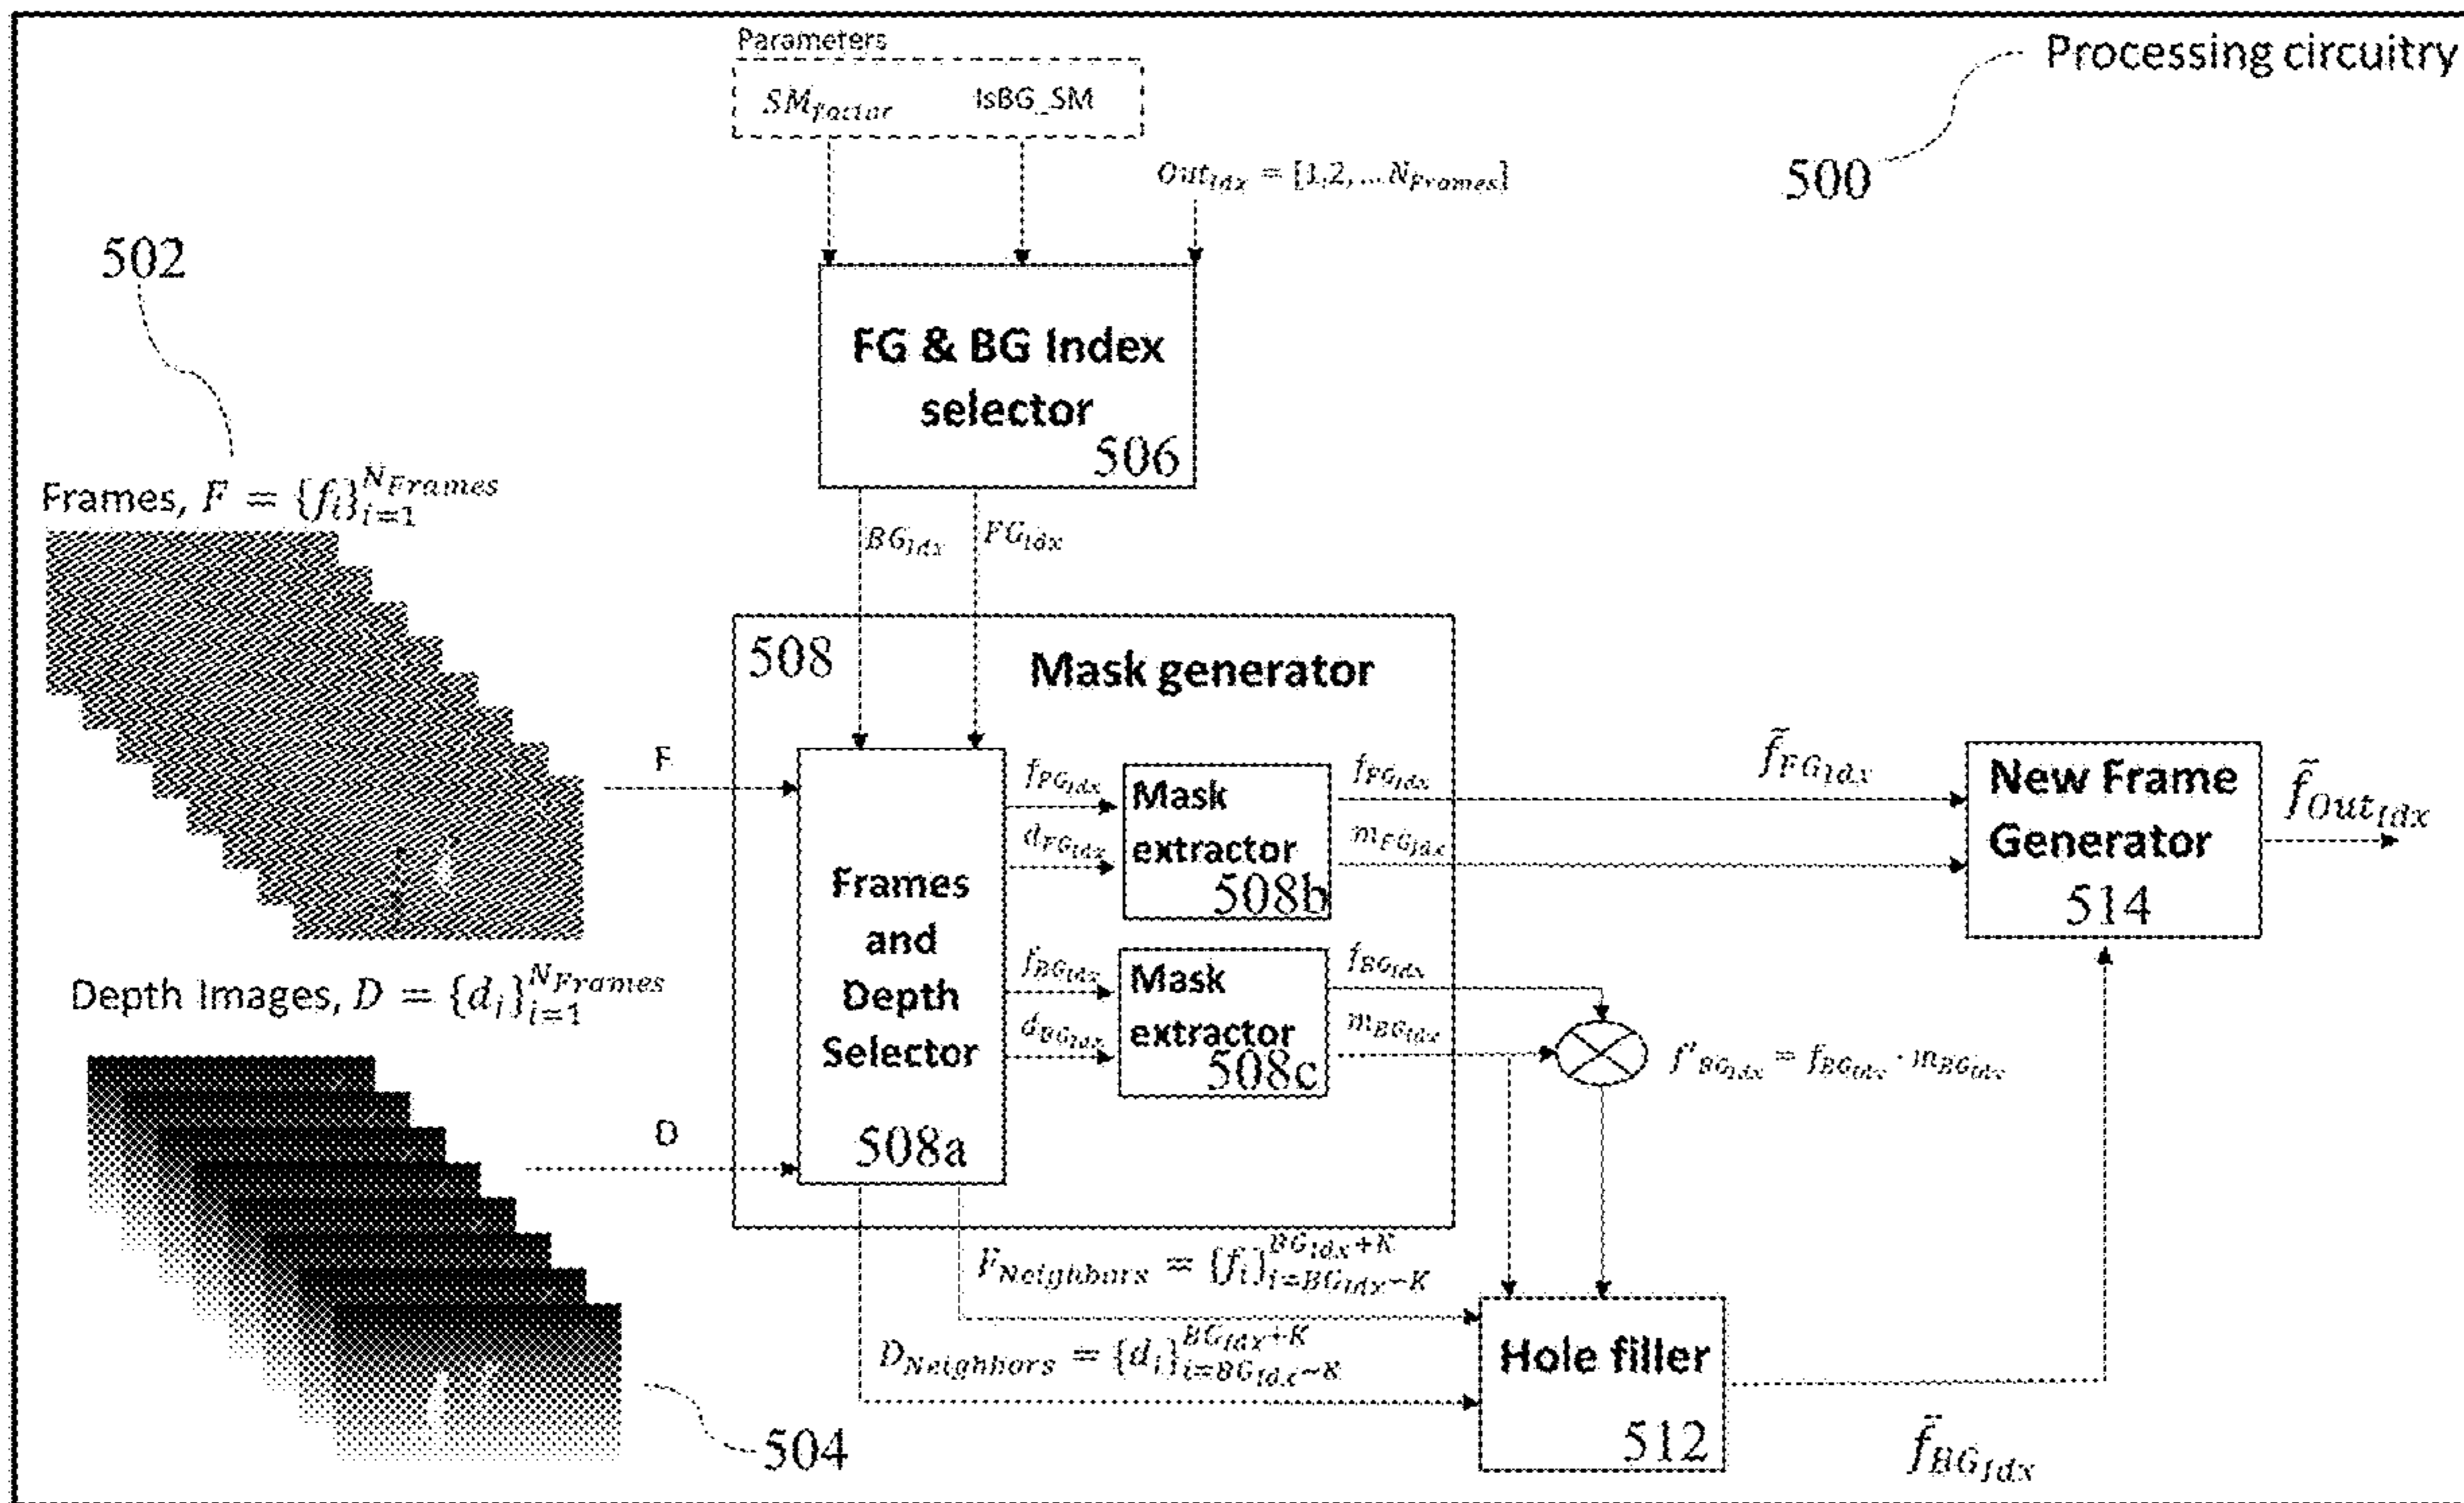 Parameters
SM_Factor IsBG_SM
Processing circuitry
500
Out_Idx = [1,2, ... N_Frames]
502
FG & BG Index
selector
506
Frames, F = {f_i}_{i=1}^{N_Frames}
BG_Idx FG_Idx
508
Mask generator
F
f_FG_Idx
d_FG_Idx
Mask
extractor
508b
f_FG_Idx
m_FG_Idx
f̃_FG_Idx
New Frame
Generator
514
f̃_Out_Idx
Frames
and
Depth
Selector
508a
f_BG_Idx
d_BG_Idx
Mask
extractor
508c
f_BG_Idx
m_BG_Idx
f'_BG_Idx = f_BG_Idx · m_BG_Idx
Depth Images, D = {d_i}_{i=1}^{N_Frames}
D
F_Neighbors = {f_i}_{i=BG_Idx−K}^{BG_Idx+K}
D_Neighbors = {d_i}_{i=BG_Idx−K}^{BG_Idx+K}
Hole filler
512
504
f̃_BG_Idx